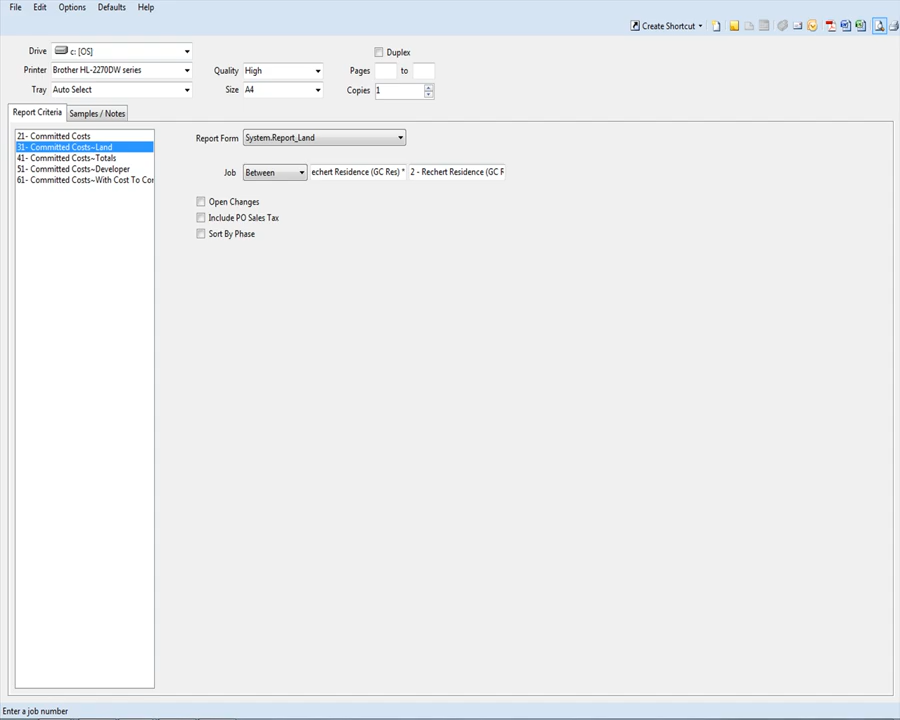 File Edit Options Defaults Help
Create Shortcut
Drive c: [OS] Duplex
Printer Brother HL-2270DW series Quality High Pages to
Tray Auto Select Size A4 Copies 1
Report Criteria Samples / Notes
21- Committed Costs
31- Committed Costs~Land
41- Committed Costs~Totals
51- Committed Costs~Developer
61- Committed Costs~With Cost To Cor
Report Form System.Report_Land
Job Between echert Residence (GC Res) * 2 - Rechert Residence (GC R
Open Changes
Include PO Sales Tax
Sort By Phase
Enter a job number